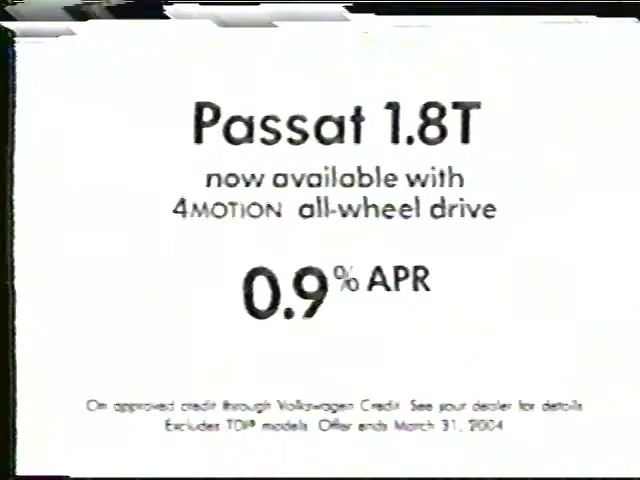 Passat 1.8T
now available with
4MOTION all-wheel drive
0.9% APR
On approved credit through Volkswagen Credit. See your dealer for details.
Excludes TDI® models. Offer ends March 31, 2004